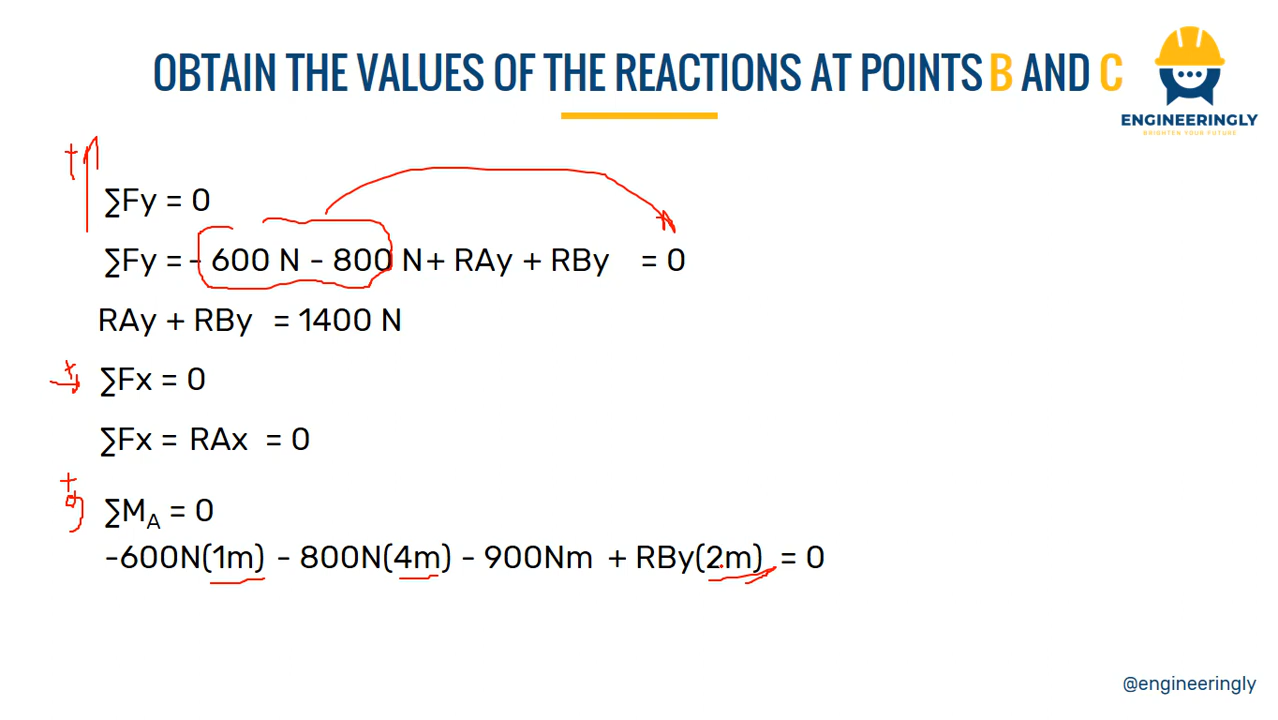 OBTAIN THE VALUES OF THE REACTIONS AT POINTS B AND C
ENGINEERINGLY
BRIGHTEN YOUR FUTURE
+
∑Fy = 0
∑Fy = - 600 N - 800 N + RAy + RBy = 0
RAy + RBy = 1400 N
+
∑Fx = 0
∑Fx = RAx = 0
+
∑MA = 0
-600N(1m) - 800N(4m) - 900Nm + RBy(2m) = 0
@engineeringly